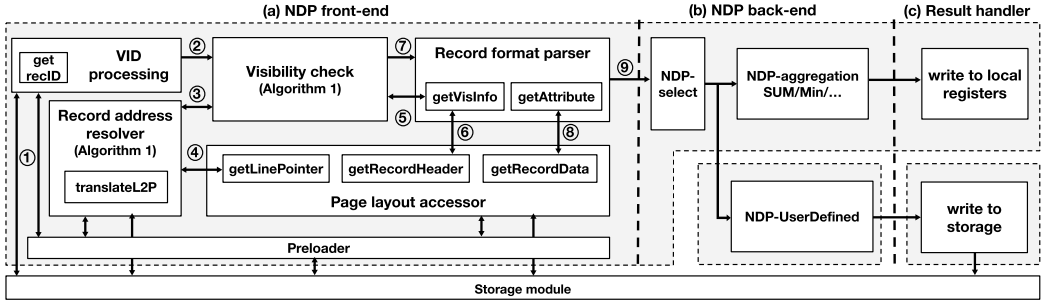 (a) NDP front-end
(b) NDP back-end
(c) Result handler
get
recID
VID
processing
②
Visibility check
(Algorithm 1)
⑦
Record format parser
getVisInfo
getAttribute
⑨
NDP-
select
NDP-aggregation
SUM/Min/...
write to local
registers
③
⑤
⑥
⑧
①
Record address
resolver
(Algorithm 1)
translateL2P
④
getLinePointer
getRecordHeader
getRecordData
Page layout accessor
NDP-UserDefined
write to
storage
Preloader
Storage module